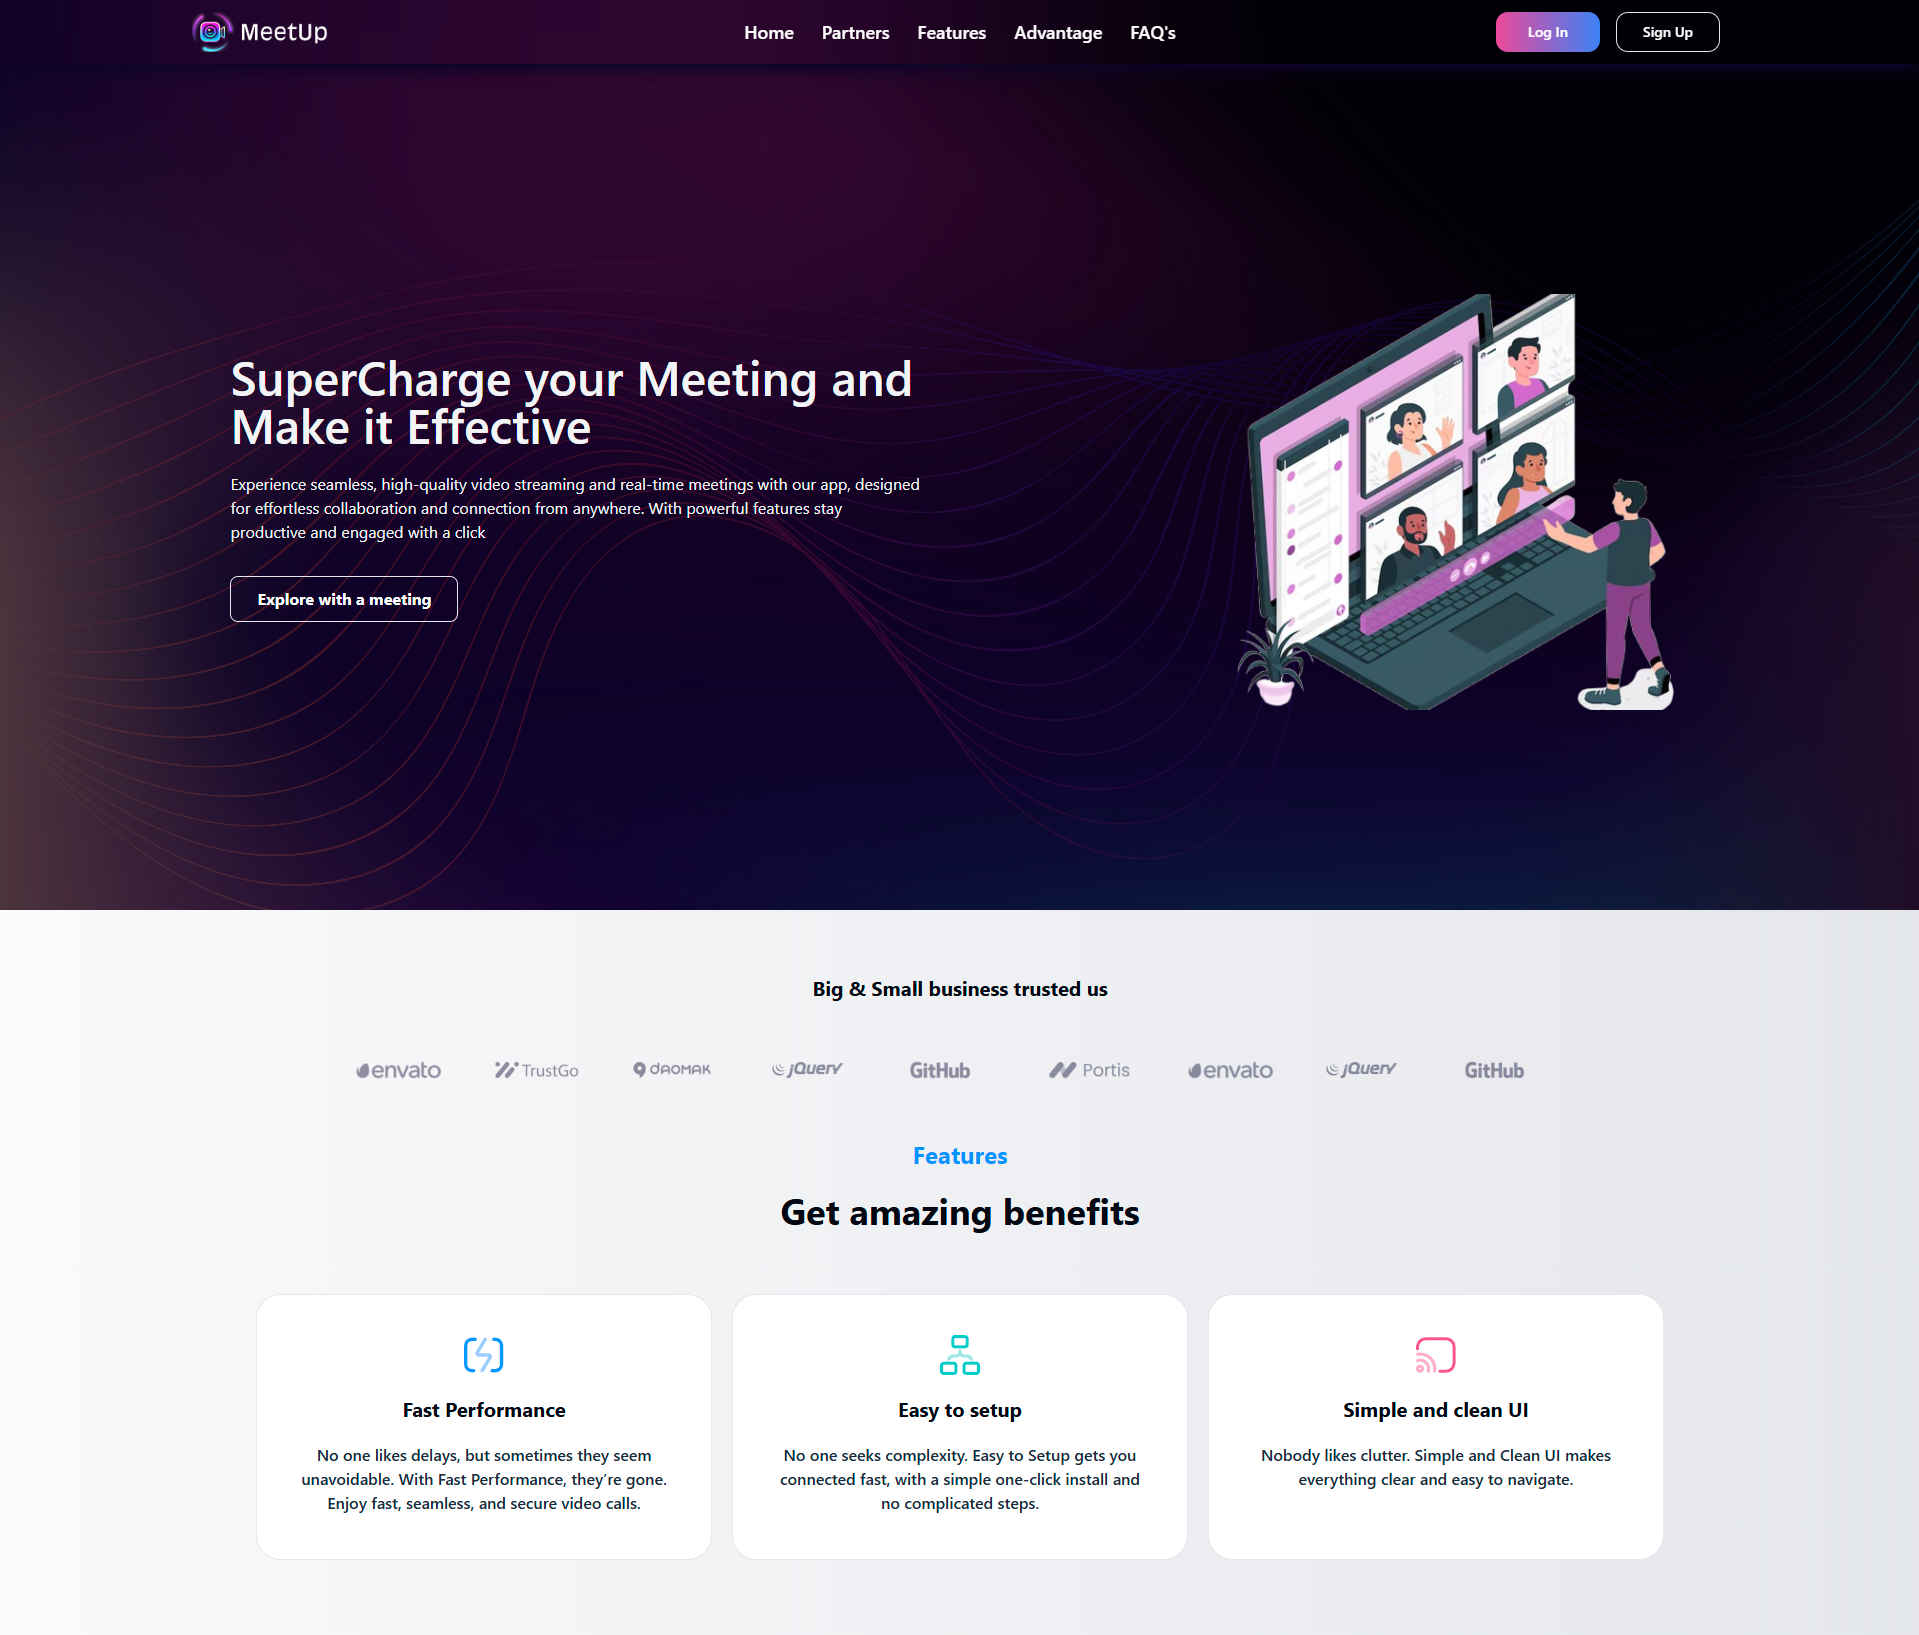 MeetUp
Home Partners Features Advantage FAQ's
Log In
Sign Up
SuperCharge your Meeting and
Make it Effective
Experience seamless, high-quality video streaming and real-time meetings with our app, designed
for effortless collaboration and connection from anywhere. With powerful features stay
productive and engaged with a click
Explore with a meeting
Big & Small business trusted us
envato TrustGo DAOMAK jQuery GitHub Portis envato jQuery GitHub
Features
Get amazing benefits
Fast Performance
No one likes delays, but sometimes they seem
unavoidable. With Fast Performance, they’re gone.
Enjoy fast, seamless, and secure video calls.
Easy to setup
No one seeks complexity. Easy to Setup gets you
connected fast, with a simple one-click install and
no complicated steps.
Simple and clean UI
Nobody likes clutter. Simple and Clean UI makes
everything clear and easy to navigate.